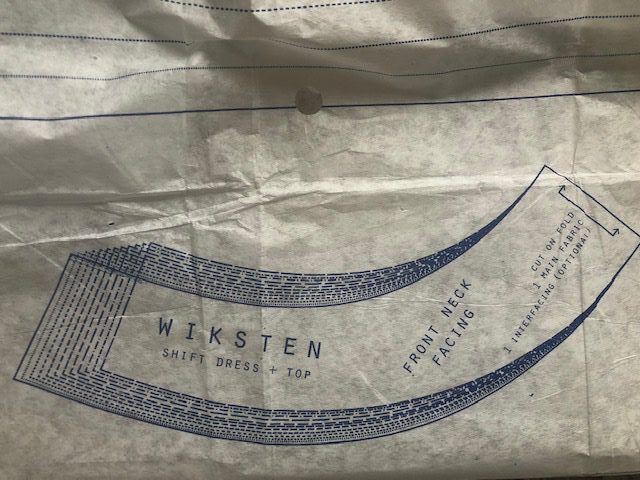 WIKSTEN
SHIFT DRESS + TOP
FRONT NECK
FACING
CUT ON FOLD
1 MAIN FABRIC
1 INTERFACING (OPTIONAL)